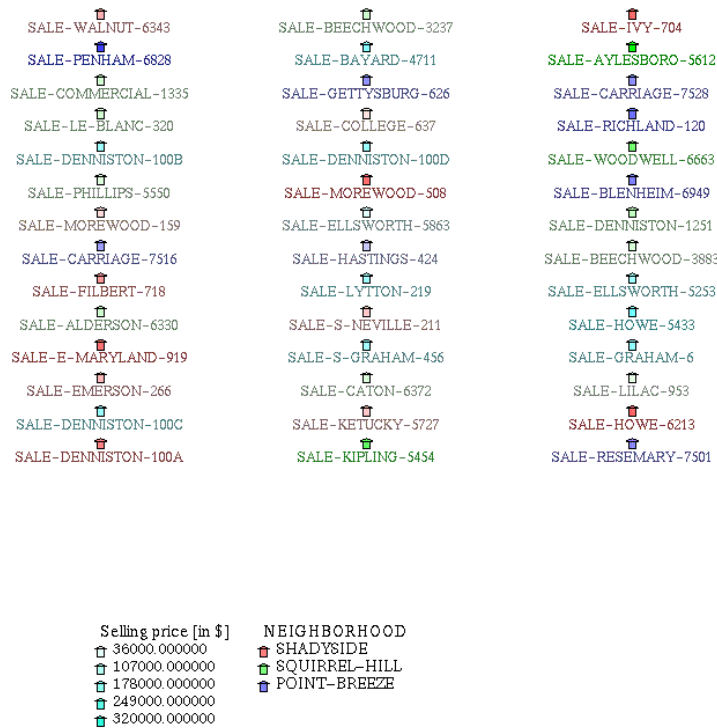 SALE-WALNUT-6343 SALE-BEECHWOOD-3237 SALE-IVY-704
SALE-PENHAM-6828 SALE-BAYARD-4711 SALE-AYLESBORO-5612
SALE-COMMERCIAL-1335 SALE-GETTYSBURG-626 SALE-CARRIAGE-7528
SALE-LE-BLANC-320 SALE-COLLEGE-637 SALE-RICHLAND-120
SALE-DENNISTON-100B SALE-DENNISTON-100D SALE-WOODWELL-6663
SALE-PHILLIPS-5550 SALE-MOREWOOD-508 SALE-BLENHEIM-6949
SALE-MOREWOOD-159 SALE-ELLSWORTH-5863 SALE-DENNISTON-1251
SALE-CARRIAGE-7516 SALE-HASTINGS-424 SALE-BEECHWOOD-3883
SALE-FILBERT-718 SALE-LYTTON-219 SALE-ELLSWORTH-5253
SALE-ALDERSON-6330 SALE-S-NEVILLE-211 SALE-HOWE-5433
SALE-E-MARYLAND-919 SALE-S-GRAHAM-456 SALE-GRAHAM-6
SALE-EMERSON-266 SALE-CATON-6372 SALE-LILAC-953
SALE-DENNISTON-100C SALE-KETUCKY-5727 SALE-HOWE-6213
SALE-DENNISTON-100A SALE-KIPLING-5454 SALE-RESEMARY-7501
Selling price [in $] NEIGHBORHOOD
36000.000000 SHADYSIDE
107000.000000 SQUIRREL-HILL
178000.000000 POINT-BREEZE
249000.000000
320000.000000